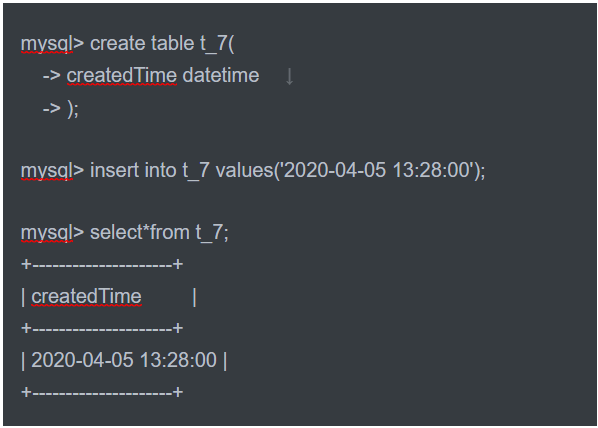 mysql> create table t_7(
-> createdTime datetime ↓
-> );
mysql> insert into t_7 values('2020-04-05 13:28:00');
mysql> select*from t_7;
+---------------------+
| createdTime |
+---------------------+
| 2020-04-05 13:28:00 |
+---------------------+